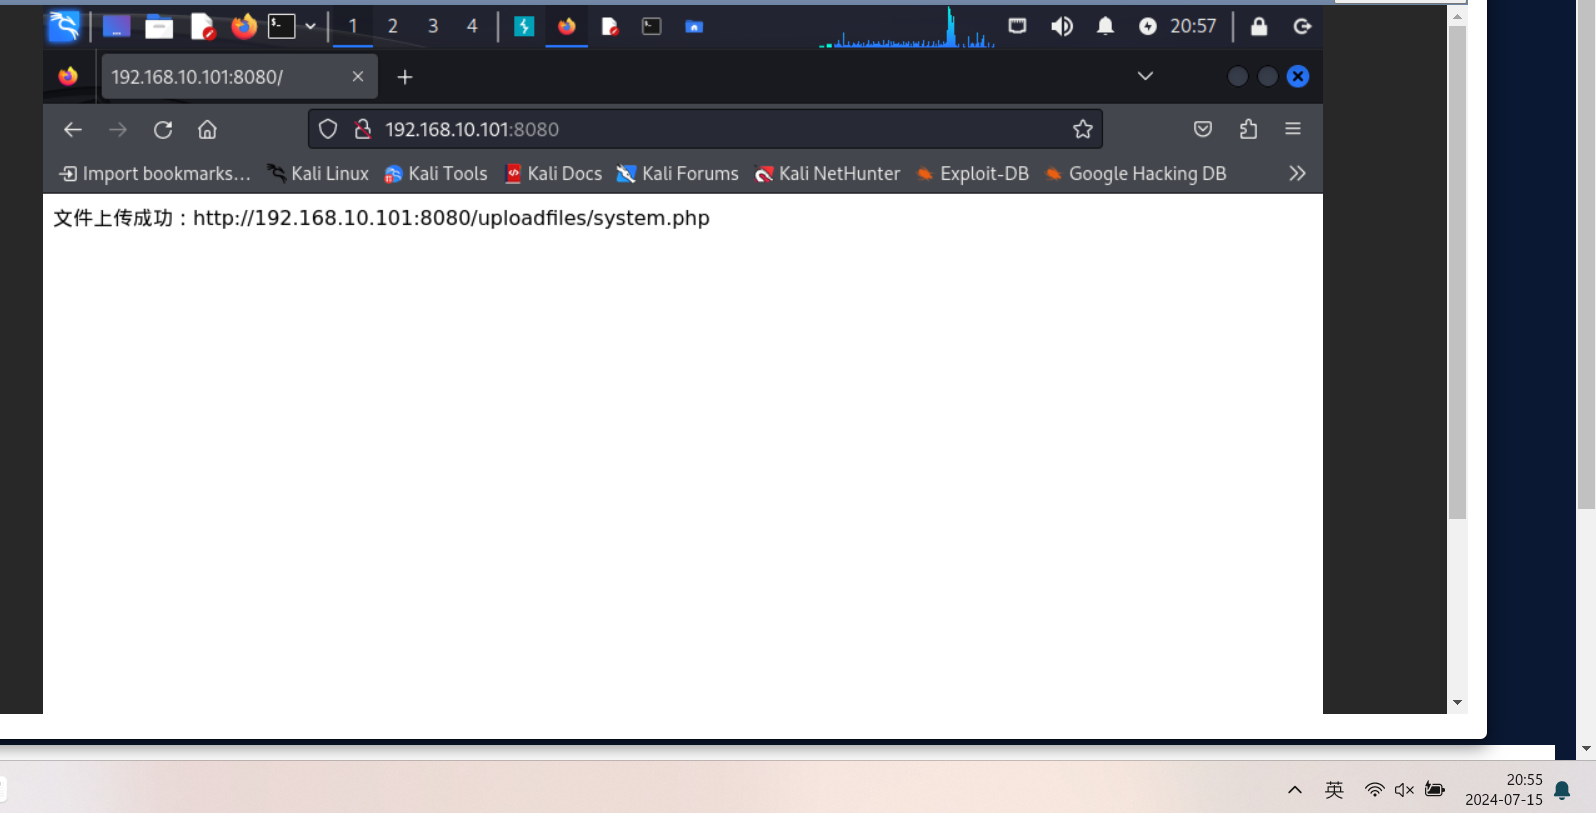 1 2 3 4 20:57
192.168.10.101:8080/
192.168.10.101:8080
Import bookmarks... Kali Linux Kali Tools Kali Docs Kali Forums Kali NetHunter Exploit-DB Google Hacking DB
文件上传成功：http://192.168.10.101:8080/uploadfiles/system.php
英 20:55
2024-07-15